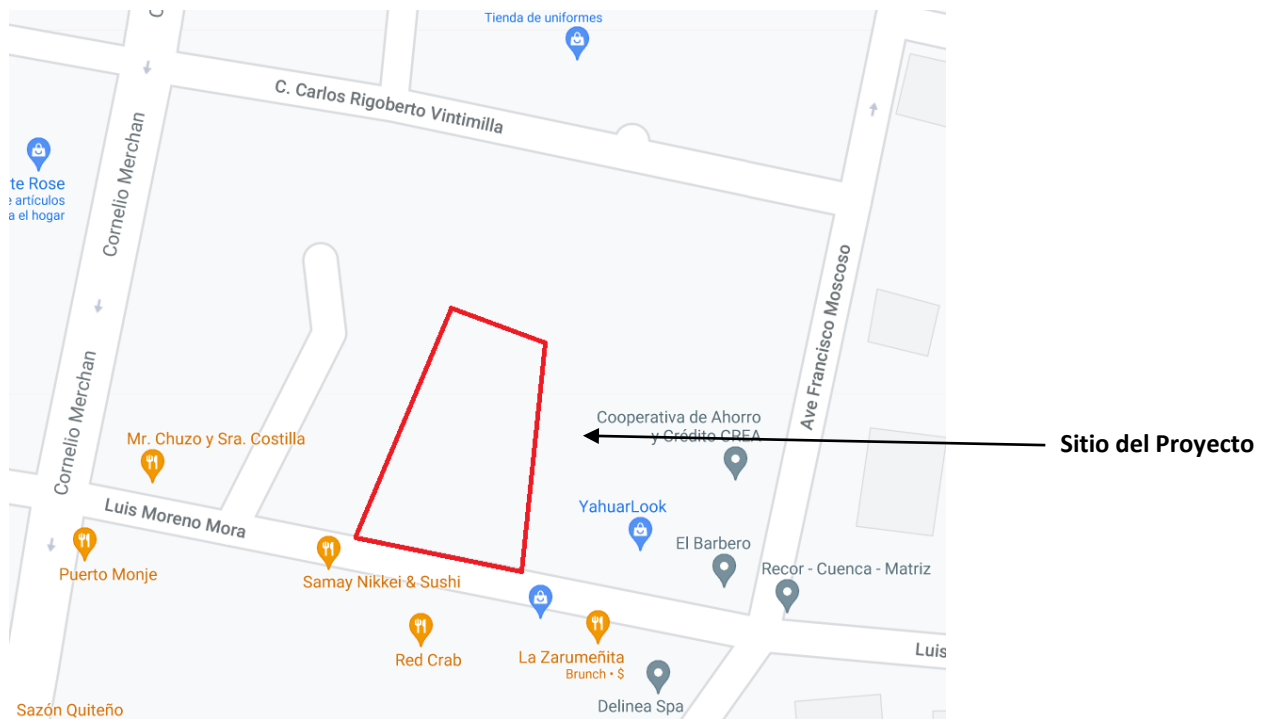 Tienda de uniformes
C. Carlos Rigoberto Vintimilla
Cornelio Merchan
te Rose
artículos
a el hogar
Ave Francisco Moscoso
Cornelio Merchan
Cooperativa de Ahorro
y Crédito CREA
Sitio del Proyecto
Mr. Chuzo y Sra. Costilla
Luis Moreno Mora
YahuarLook
El Barbero
Puerto Monje
Samay Nikkei & Sushi
Recor - Cuenca - Matriz
Red Crab
La Zarumeñita
Brunch • $
Luis
Delinea Spa
Sazón Quiteño